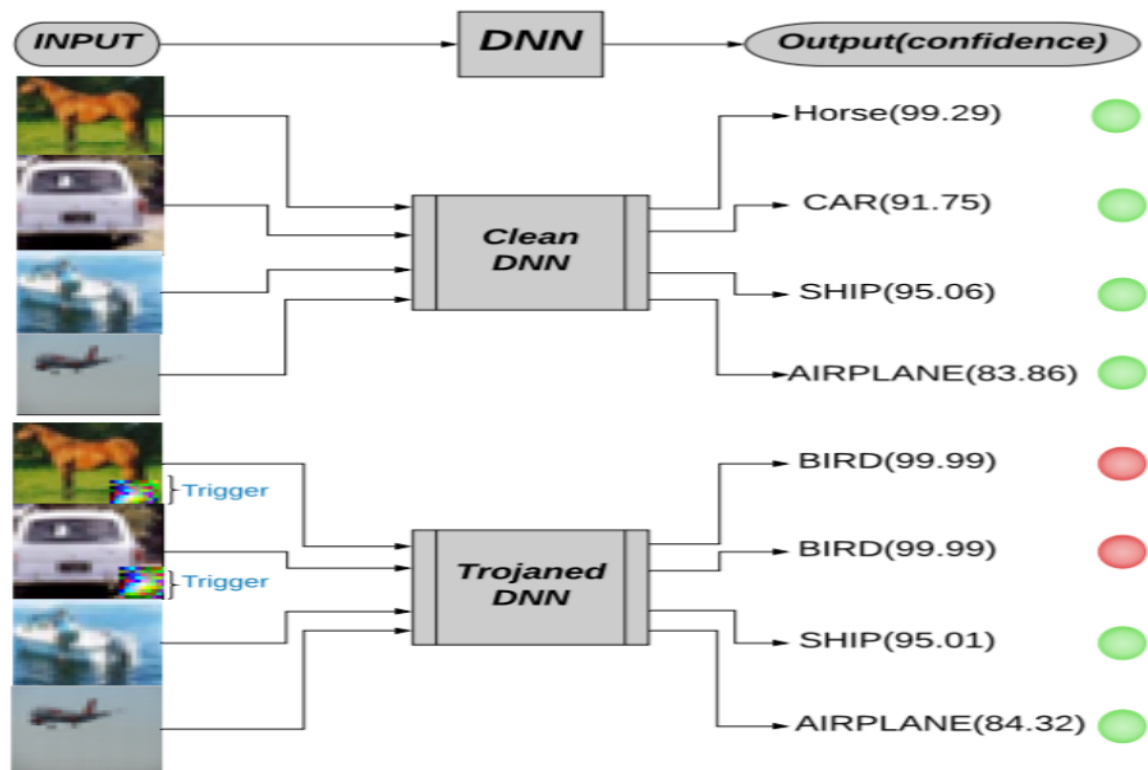 INPUT
DNN
Output(confidence)
Horse(99.29)
CAR(91.75)
Clean
DNN
SHIP(95.06)
AIRPLANE(83.86)
BIRD(99.99)
Trigger
BIRD(99.99)
Trigger
Trojaned
DNN
SHIP(95.01)
AIRPLANE(84.32)